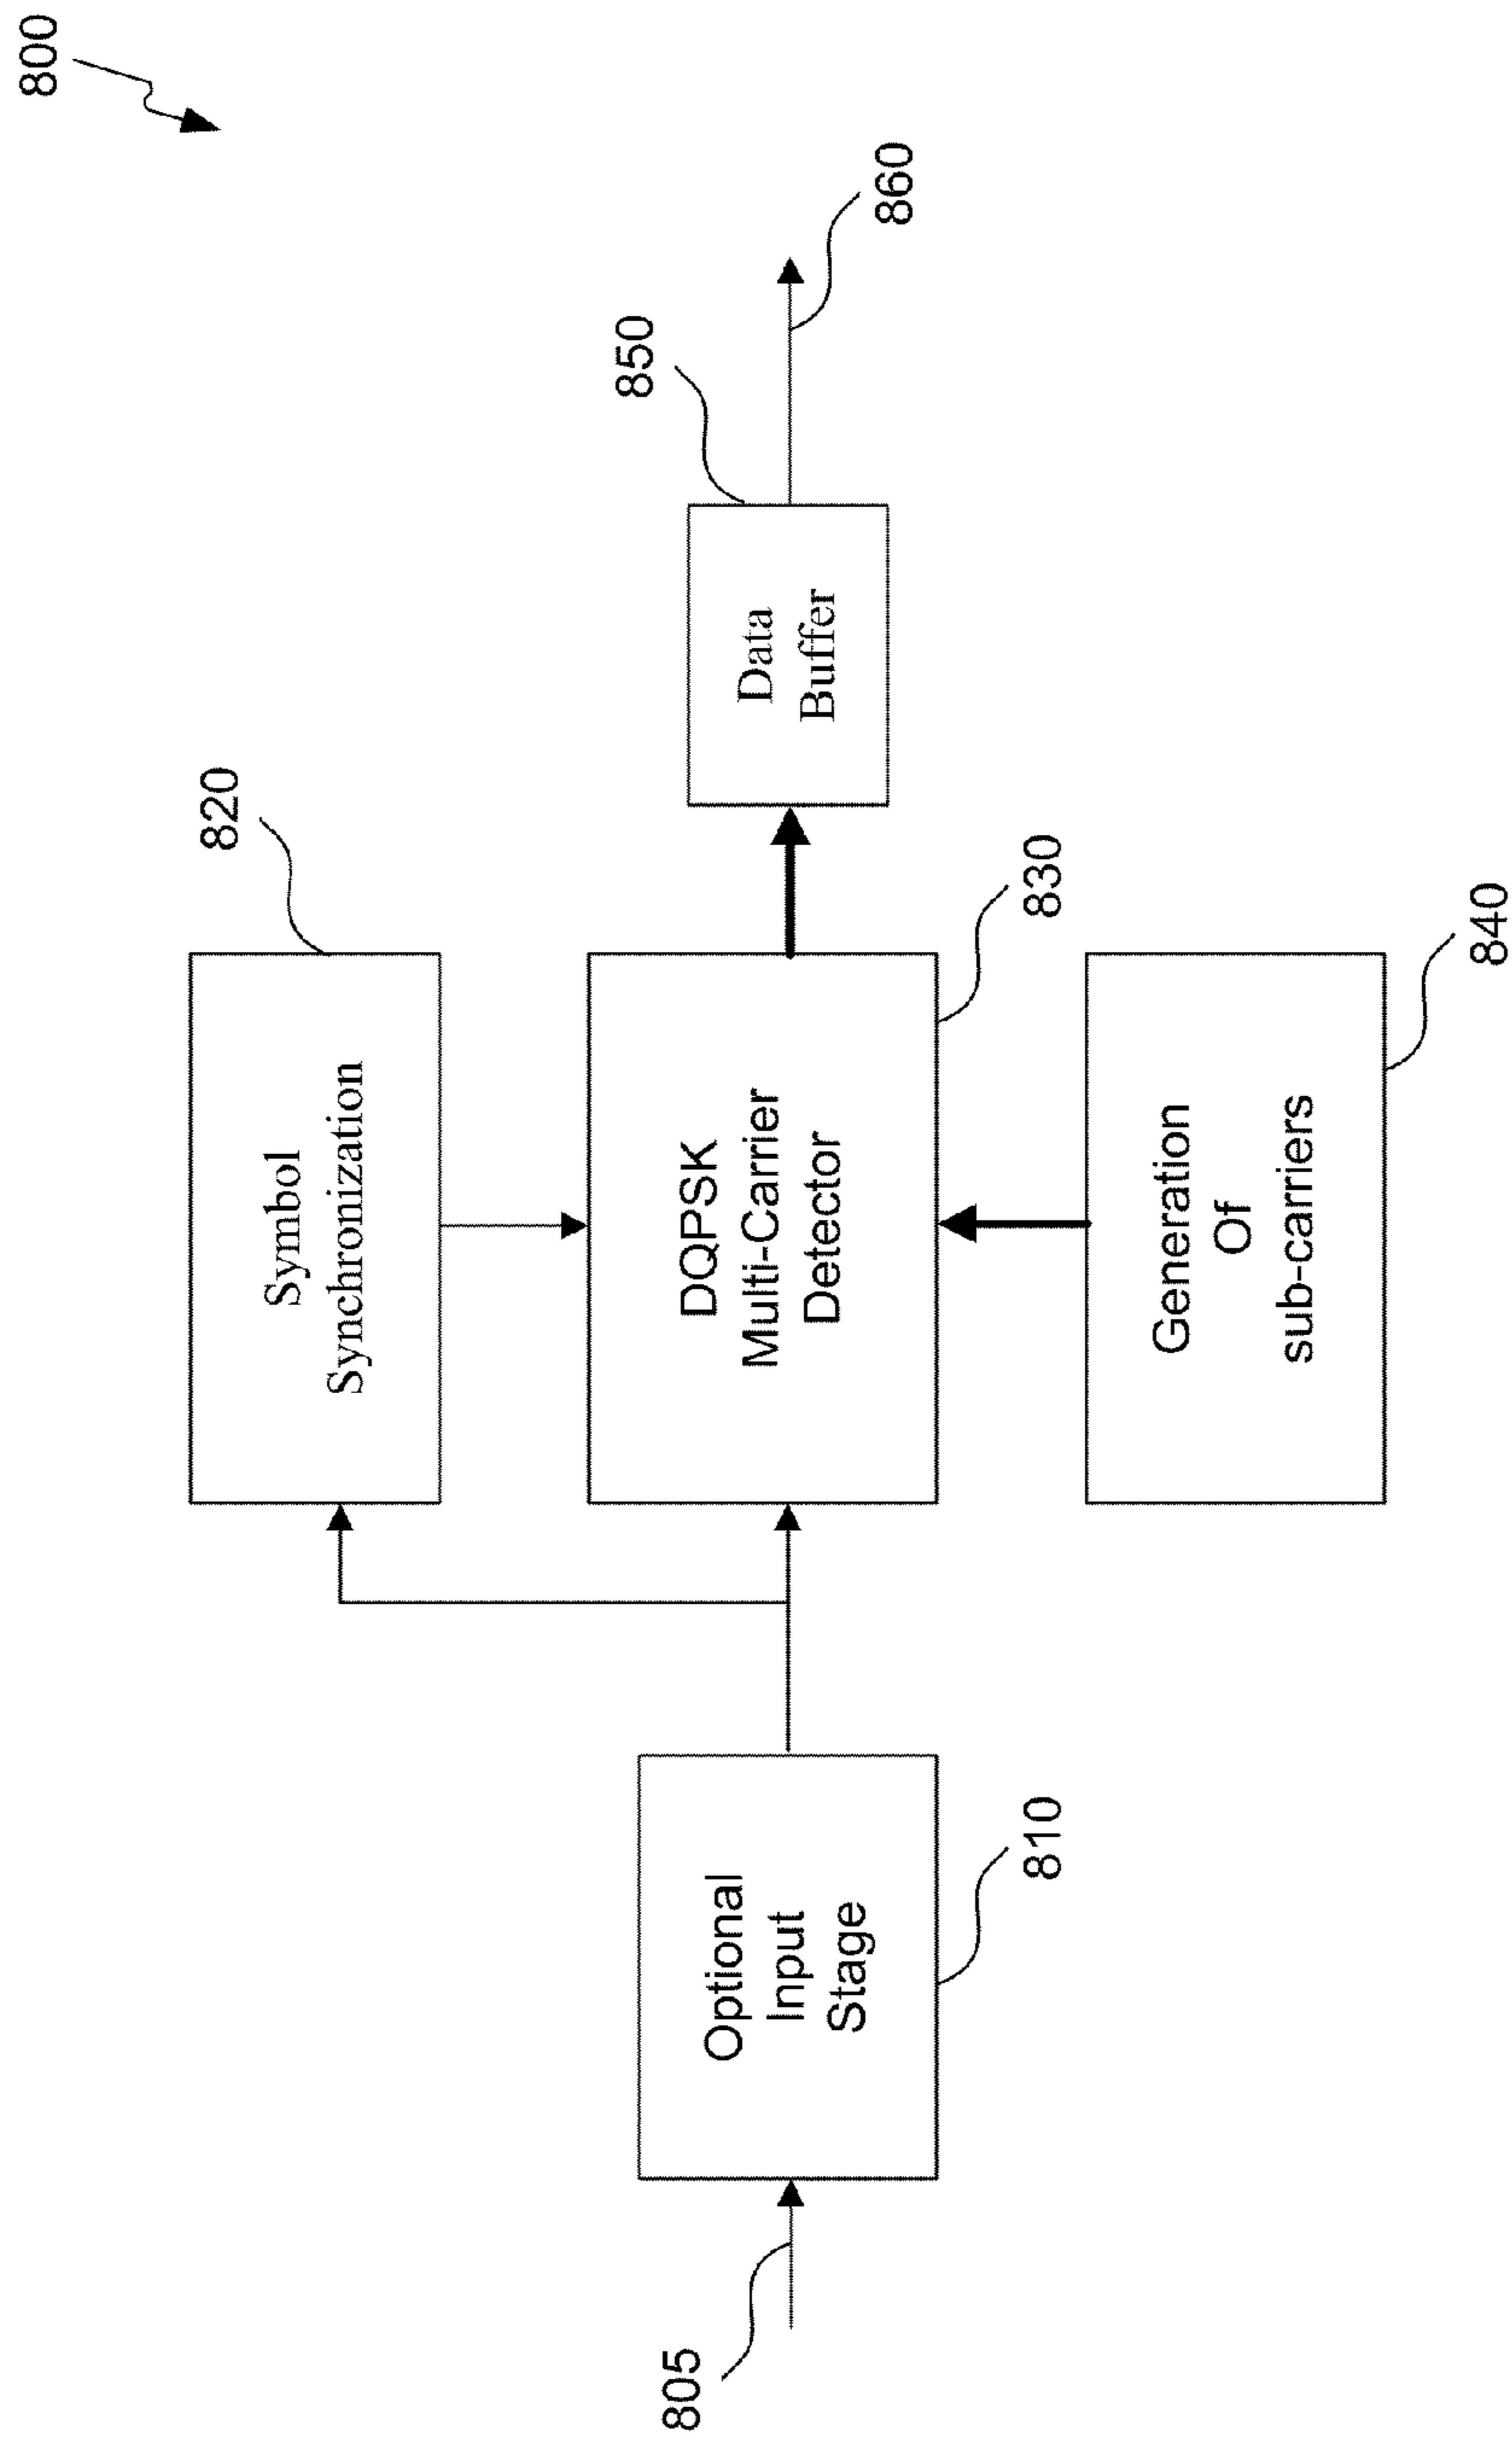 800
820
Symbol
Synchronization
805
Optional
Input
Stage
810
DQPSK
Multi-Carrier
Detector
830
Data
Buffer
850
860
Generation
Of
sub-carriers
840